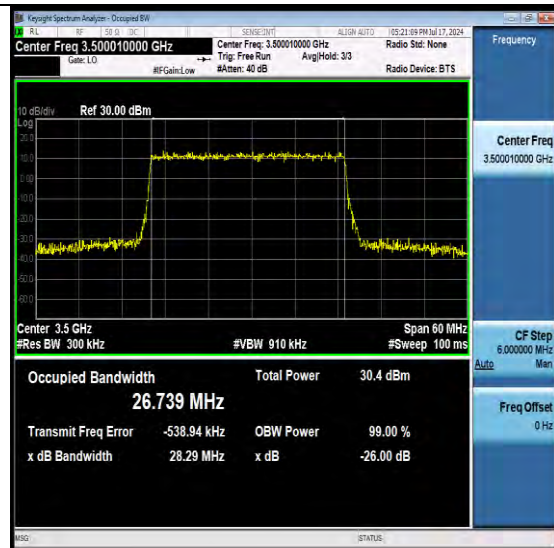 Keysight Spectrum Analyzer - Occupied BW
RL RF 50 Ω DC SENSE:INT ALIGN AUTO 05:21:09 PM Jul 17, 2024
Center Freq 3.500010000 GHz
Center Freq: 3.500010000 GHz
Radio Std: None
Gate: LO
Trig: Free Run
Avg|Hold: 3/3
#IFGain:Low
#Atten: 40 dB
Radio Device: BTS
Frequency
10 dB/div
Ref 30.00 dBm
Log
20.0
10.0
0.00
-10.0
-20.0
-30.0
-40.0
-50.0
-60.0
Center Freq
3.500010000 GHz
Center 3.5 GHz
Span 60 MHz
#Res BW 300 kHz
#VBW 910 kHz
#Sweep 100 ms
CF Step
6.000000 MHz
Auto Man
Occupied Bandwidth
Total Power 30.4 dBm
26.739 MHz
Freq Offset
0 Hz
Transmit Freq Error -538.94 kHz
OBW Power 99.00 %
x dB Bandwidth 28.29 MHz
x dB -26.00 dB
MSG
STATUS